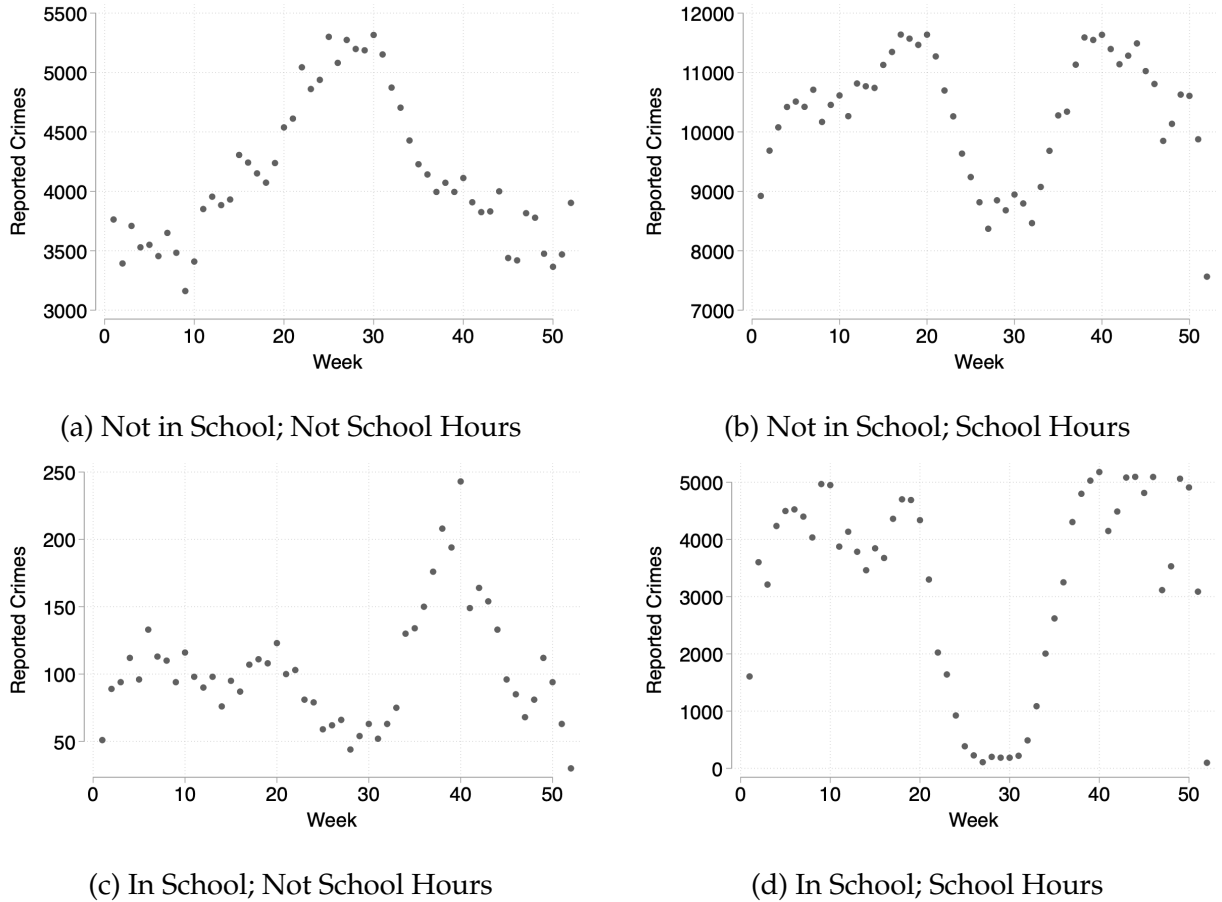 5500
5000
4500
4000
3500
3000
Reported Crimes
0 10 20 30 40 50
Week
(a) Not in School; Not School Hours
12000
11000
10000
9000
8000
7000
Reported Crimes
0 10 20 30 40 50
Week
(b) Not in School; School Hours
250
200
150
100
50
Reported Crimes
0 10 20 30 40 50
Week
(c) In School; Not School Hours
5000
4000
3000
2000
1000
0
Reported Crimes
0 10 20 30 40 50
Week
(d) In School; School Hours